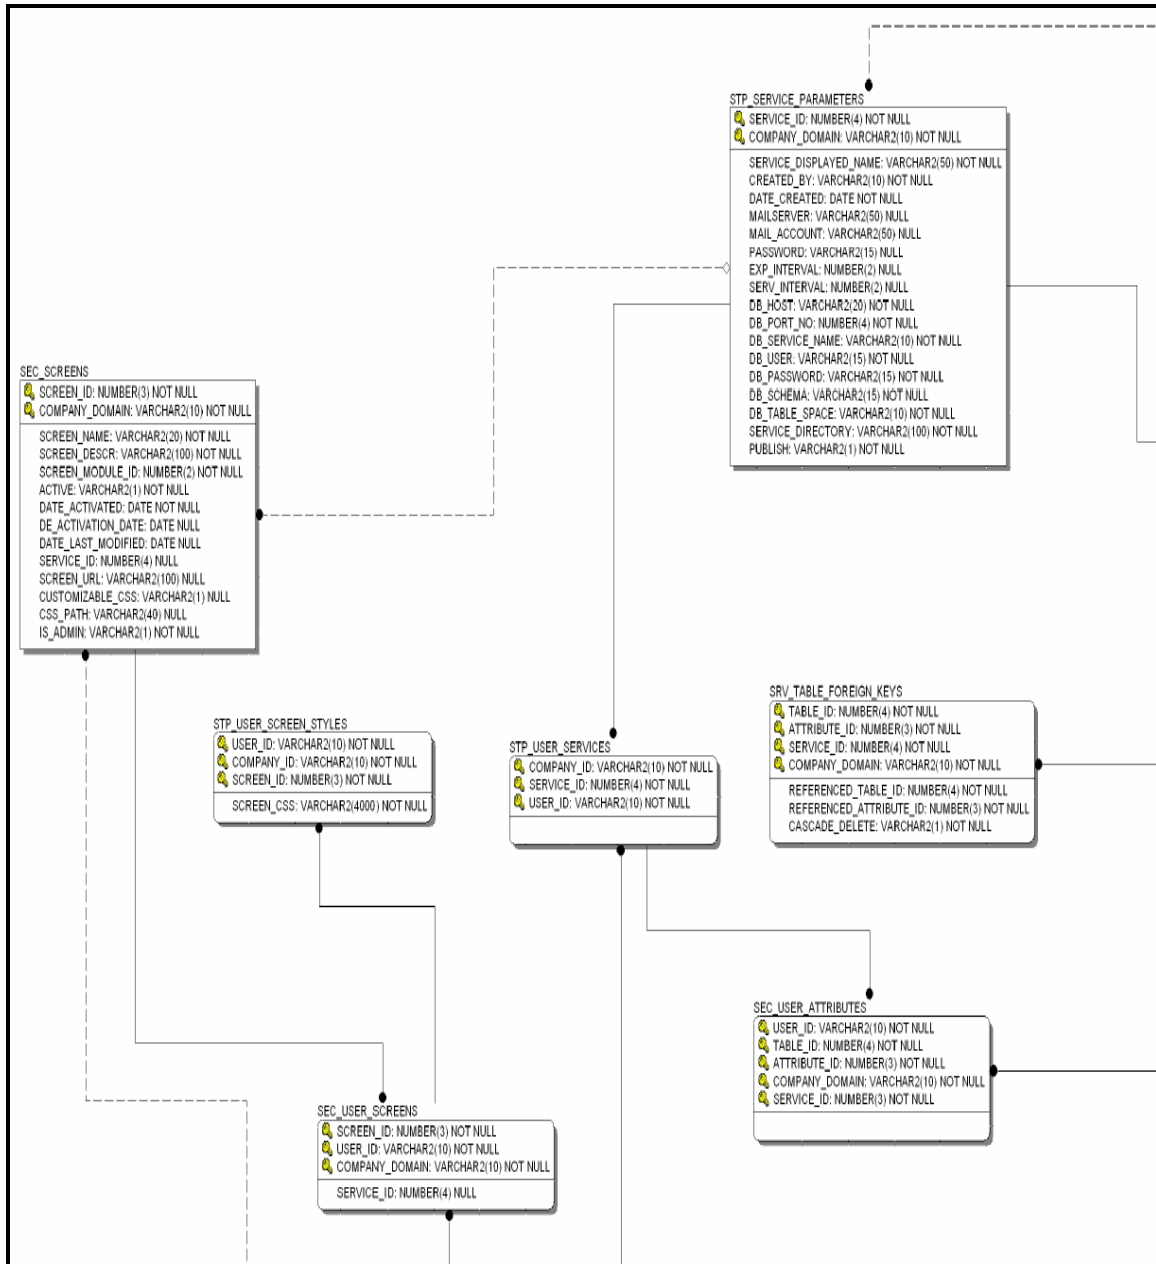 STP_SERVICE_PARAMETERS
SERVICE_ID: NUMBER(4) NOT NULL
COMPANY_DOMAIN: VARCHAR2(10) NOT NULL
SERVICE_DISPLAYED_NAME: VARCHAR2(50) NOT NULL
CREATED_BY: VARCHAR2(10) NOT NULL
DATE_CREATED: DATE NOT NULL
MAILSERVER: VARCHAR2(50) NULL
MAIL_ACCOUNT: VARCHAR2(50) NULL
PASSWORD: VARCHAR2(15) NULL
EXP_INTERVAL: NUMBER(2) NULL
SERV_INTERVAL: NUMBER(2) NULL
DB_HOST: VARCHAR2(20) NOT NULL
DB_PORT_NO: NUMBER(4) NOT NULL
DB_SERVICE_NAME: VARCHAR2(10) NOT NULL
DB_USER: VARCHAR2(15) NOT NULL
DB_PASSWORD: VARCHAR2(15) NOT NULL
DB_SCHEMA: VARCHAR2(15) NOT NULL
DB_TABLE_SPACE: VARCHAR2(10) NOT NULL
SERVICE_DIRECTORY: VARCHAR2(100) NOT NULL
PUBLISH: VARCHAR2(1) NOT NULL
SEC_SCREENS
SCREEN_ID: NUMBER(3) NOT NULL
COMPANY_DOMAIN: VARCHAR2(10) NOT NULL
SCREEN_NAME: VARCHAR2(20) NOT NULL
SCREEN_DESCR: VARCHAR2(100) NOT NULL
SCREEN_MODULE_ID: NUMBER(2) NOT NULL
ACTIVE: VARCHAR2(1) NOT NULL
DATE_ACTIVATED: DATE NOT NULL
DE_ACTIVATION_DATE: DATE NULL
DATE_LAST_MODIFIED: DATE NULL
SERVICE_ID: NUMBER(4) NULL
SCREEN_URL: VARCHAR2(100) NULL
CUSTOMIZABLE_CSS: VARCHAR2(1) NULL
CSS_PATH: VARCHAR2(40) NULL
IS_ADMIN: VARCHAR2(1) NOT NULL
STP_USER_SCREEN_STYLES
USER_ID: VARCHAR2(10) NOT NULL
COMPANY_ID: VARCHAR2(10) NOT NULL
SCREEN_ID: NUMBER(3) NOT NULL
SCREEN_CSS: VARCHAR2(4000) NOT NULL
STP_USER_SERVICES
COMPANY_ID: VARCHAR2(10) NOT NULL
SERVICE_ID: NUMBER(4) NOT NULL
USER_ID: VARCHAR2(10) NOT NULL
SRV_TABLE_FOREIGN_KEYS
TABLE_ID: NUMBER(4) NOT NULL
ATTRIBUTE_ID: NUMBER(3) NOT NULL
SERVICE_ID: NUMBER(4) NOT NULL
COMPANY_DOMAIN: VARCHAR2(10) NOT NULL
REFERENCED_TABLE_ID: NUMBER(4) NOT NULL
REFERENCED_ATTRIBUTE_ID: NUMBER(3) NOT NULL
CASCADE_DELETE: VARCHAR2(1) NOT NULL
SEC_USER_ATTRIBUTES
USER_ID: VARCHAR2(10) NOT NULL
TABLE_ID: NUMBER(4) NOT NULL
ATTRIBUTE_ID: NUMBER(3) NOT NULL
COMPANY_DOMAIN: VARCHAR2(10) NOT NULL
SERVICE_ID: NUMBER(3) NOT NULL
SEC_USER_SCREENS
SCREEN_ID: NUMBER(3) NOT NULL
USER_ID: VARCHAR2(10) NOT NULL
COMPANY_DOMAIN: VARCHAR2(10) NOT NULL
SERVICE_ID: NUMBER(4) NULL